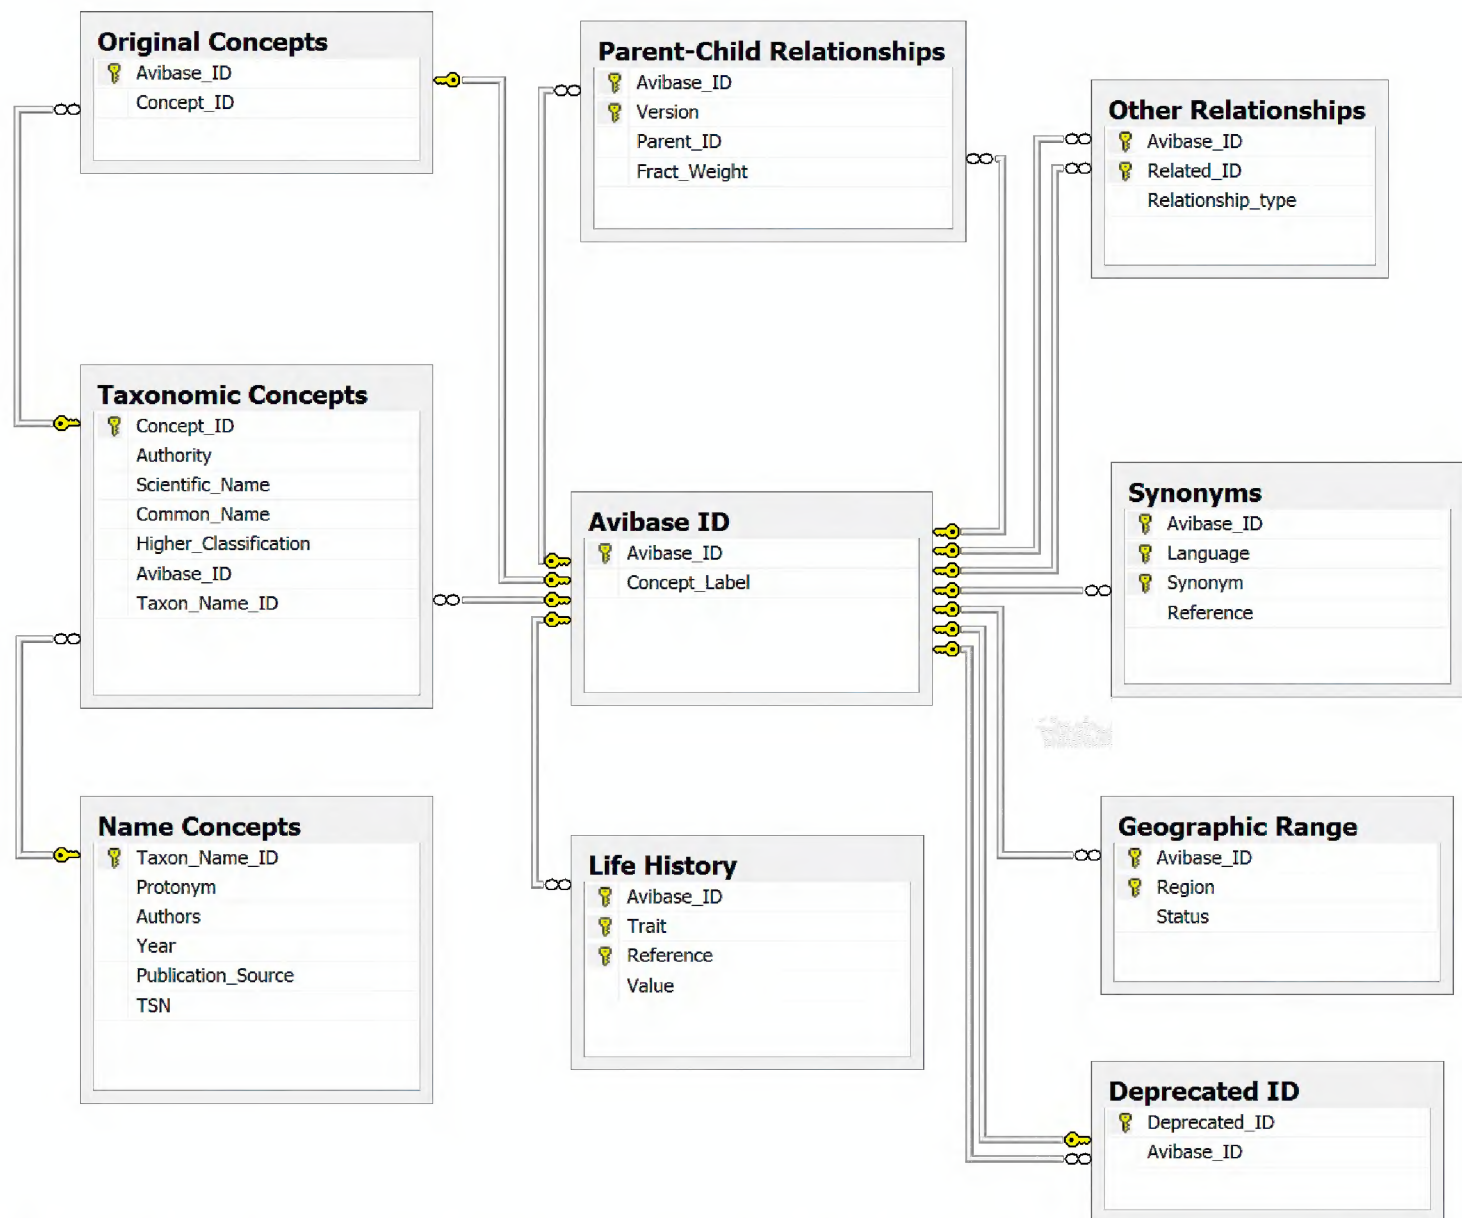 Original Concepts
Avibase_ID
Concept_ID
Parent-Child Relationships
Avibase_ID
Version
Parent_ID
Fract_Weight
Other Relationships
Avibase_ID
Related_ID
Relationship_type
Taxonomic Concepts
Concept_ID
Authority
Scientific_Name
Common_Name
Higher_Classification
Avibase_ID
Taxon_Name_ID
Avibase ID
Avibase_ID
Concept_Label
Synonyms
Avibase_ID
Language
Synonym
Reference
Name Concepts
Taxon_Name_ID
Protonym
Authors
Year
Publication_Source
TSN
Life History
Avibase_ID
Trait
Reference
Value
Geographic Range
Avibase_ID
Region
Status
Deprecated ID
Deprecated_ID
Avibase_ID